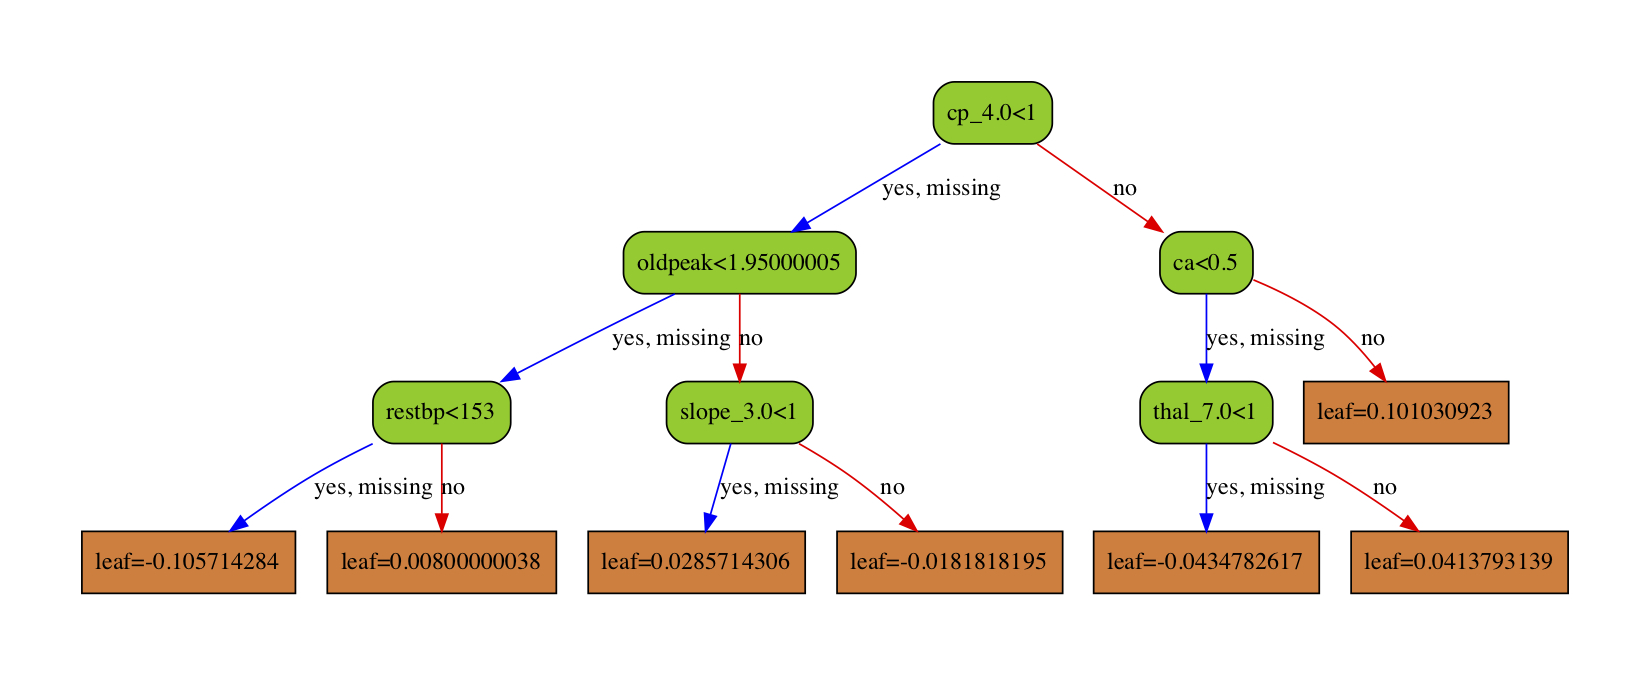 cp_4.0<1
yes, missing
no
oldpeak<1.95000005
ca<0.5
yes, missing
no
yes, missing
no
restbp<153
slope_3.0<1
thal_7.0<1
leaf=0.101030923
yes, missing
no
yes, missing
no
yes, missing
no
leaf=-0.105714284
leaf=0.00800000038
leaf=0.0285714306
leaf=-0.0181818195
leaf=-0.0434782617
leaf=0.0413793139